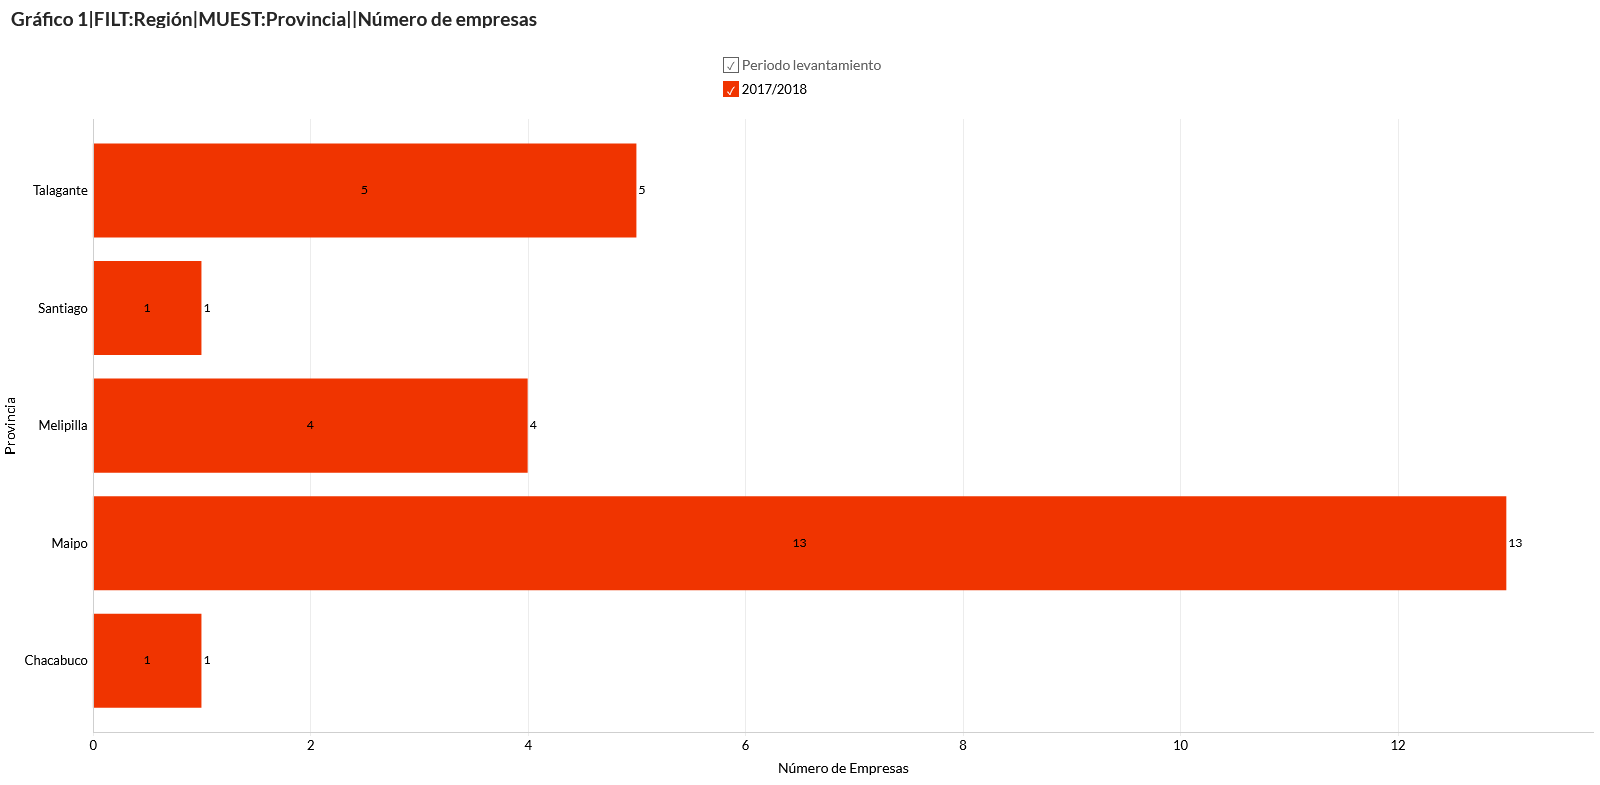 Gráfico 1|FILT:Región|MUEST:Provincia||Número de empresas
Periodo levantamiento
2017/2018
Talagante 5 5
Santiago 1 1
Melipilla 4 4
Maipo 13 13
Chacabuco 1 1
Provincia
0 2 4 6 8 10 12
Número de Empresas